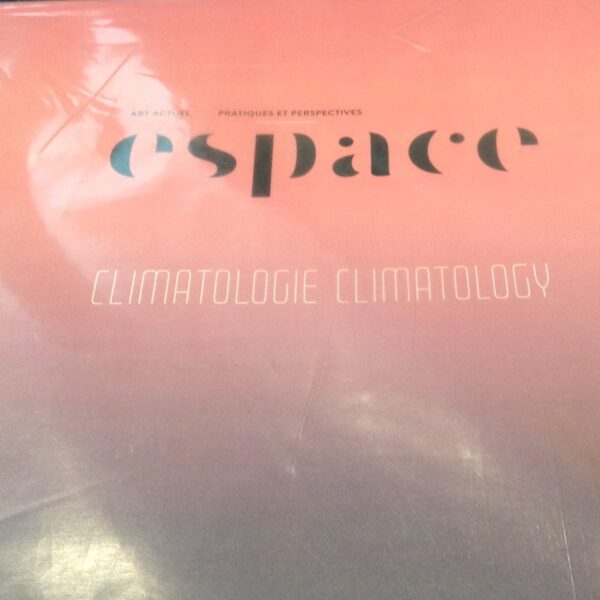 ART ACTUEL PRATIQUES ET PERSPECTIVES
espace
CLIMATOLOGIE CLIMATOLOGY